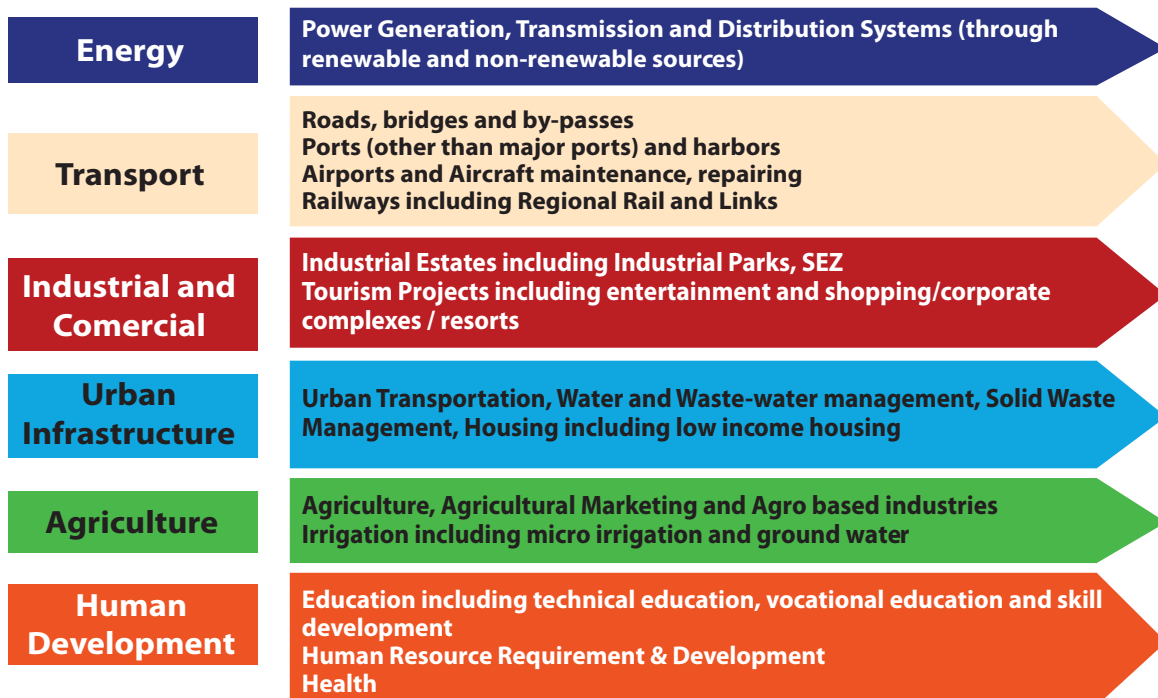 Energy
Power Generation, Transmission and Distribution Systems (through
renewable and non-renewable sources)
Transport
Roads, bridges and by-passes
Ports (other than major ports) and harbors
Airports and Aircraft maintenance, repairing
Railways including Regional Rail and Links
Industrial and
Comercial
Industrial Estates including Industrial Parks, SEZ
Tourism Projects including entertainment and shopping/corporate
complexes / resorts
Urban
Infrastructure
Urban Transportation, Water and Waste-water management, Solid Waste
Management, Housing including low income housing
Agriculture
Agriculture, Agricultural Marketing and Agro based industries
Irrigation including micro irrigation and ground water
Human
Development
Education including technical education, vocational education and skill
development
Human Resource Requirement & Development
Health